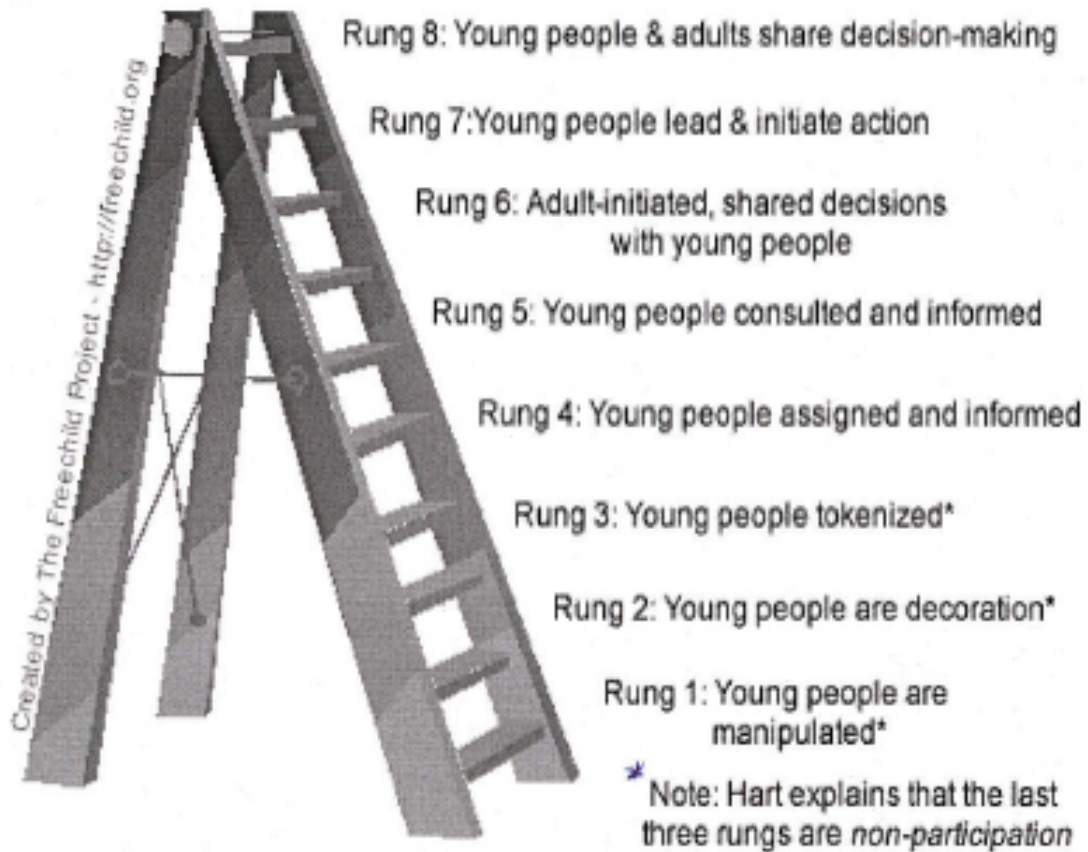 Rung 8: Young people & adults share decision-making
Rung 7:Young people lead & initiate action
Rung 6: Adult-initiated, shared decisions
with young people
Rung 5: Young people consulted and informed
Rung 4: Young people assigned and informed
Rung 3: Young people tokenized*
Rung 2: Young people are decoration*
Rung 1: Young people are
manipulated*
* Note: Hart explains that the last
three rungs are non-participation
Created by The Freechild Project - http://freechild.org